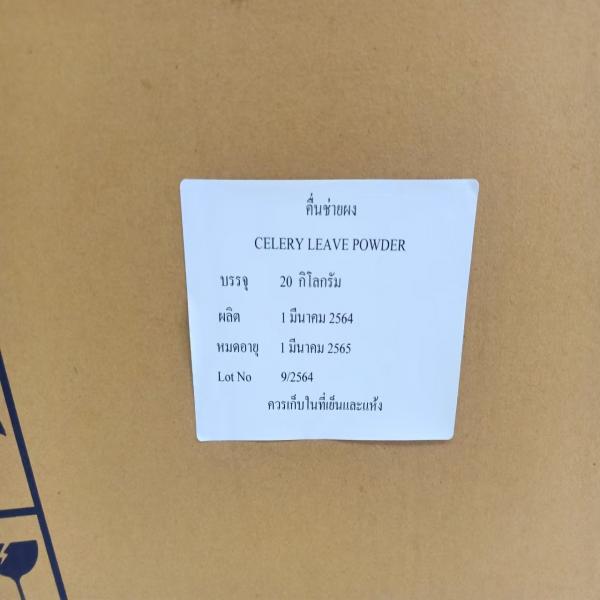 คื่นช่ายผง
CELERY LEAVE POWDER
บรรจุ 20 กิโลกรัม
ผลิต 1 มีนาคม 2564
หมดอายุ 1 มีนาคม 2565
Lot No 9/2564
ควรเก็บในที่เย็นและแห้ง